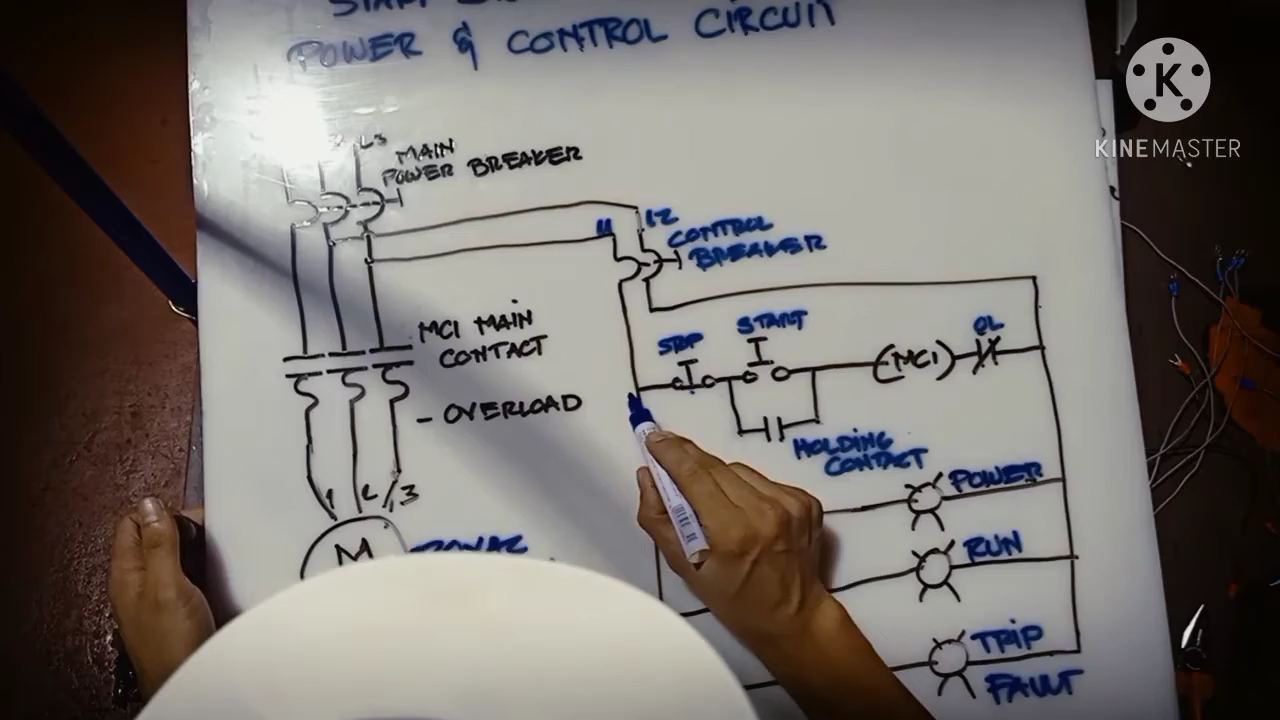 START
POWER & CONTROL CIRCUIT
KINEMASTER
L3
MAIN
POWER BREAKER
L2
CONTROL
BREAKER
MC1 MAIN
CONTACT
STOP
START
MC1
OL
- OVERLOAD
HOLDING
CONTACT
POWER
1 2 3
M
RUN
TRIP
FAULT